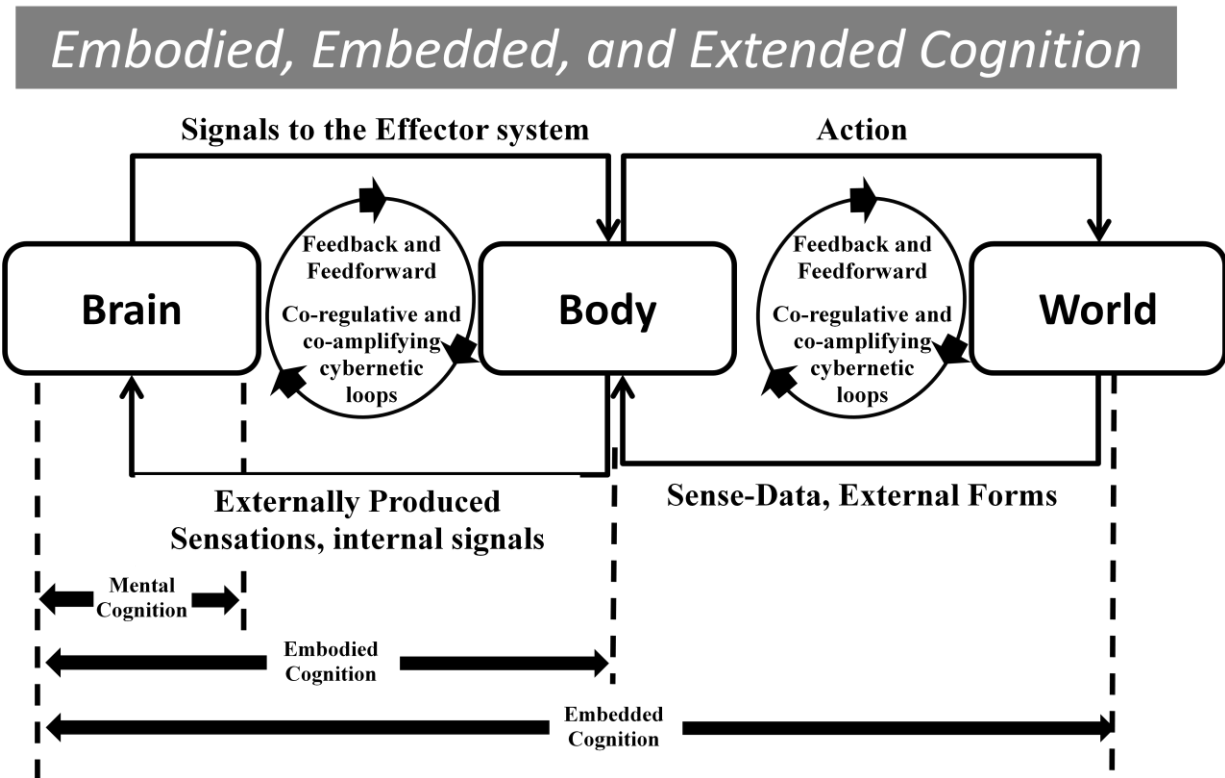 Embodied, Embedded, and Extended Cognition
Signals to the Effector system
Action
Feedback and
Feedforward
Co-regulative and
co-amplifying
cybernetic
loops
Feedback and
Feedforward
Co-regulative and
co-amplifying
cybernetic
loops
Brain
Body
World
Externally Produced
Sensations, internal signals
Sense-Data, External Forms
Mental
Cognition
Embodied
Cognition
Embedded
Cognition